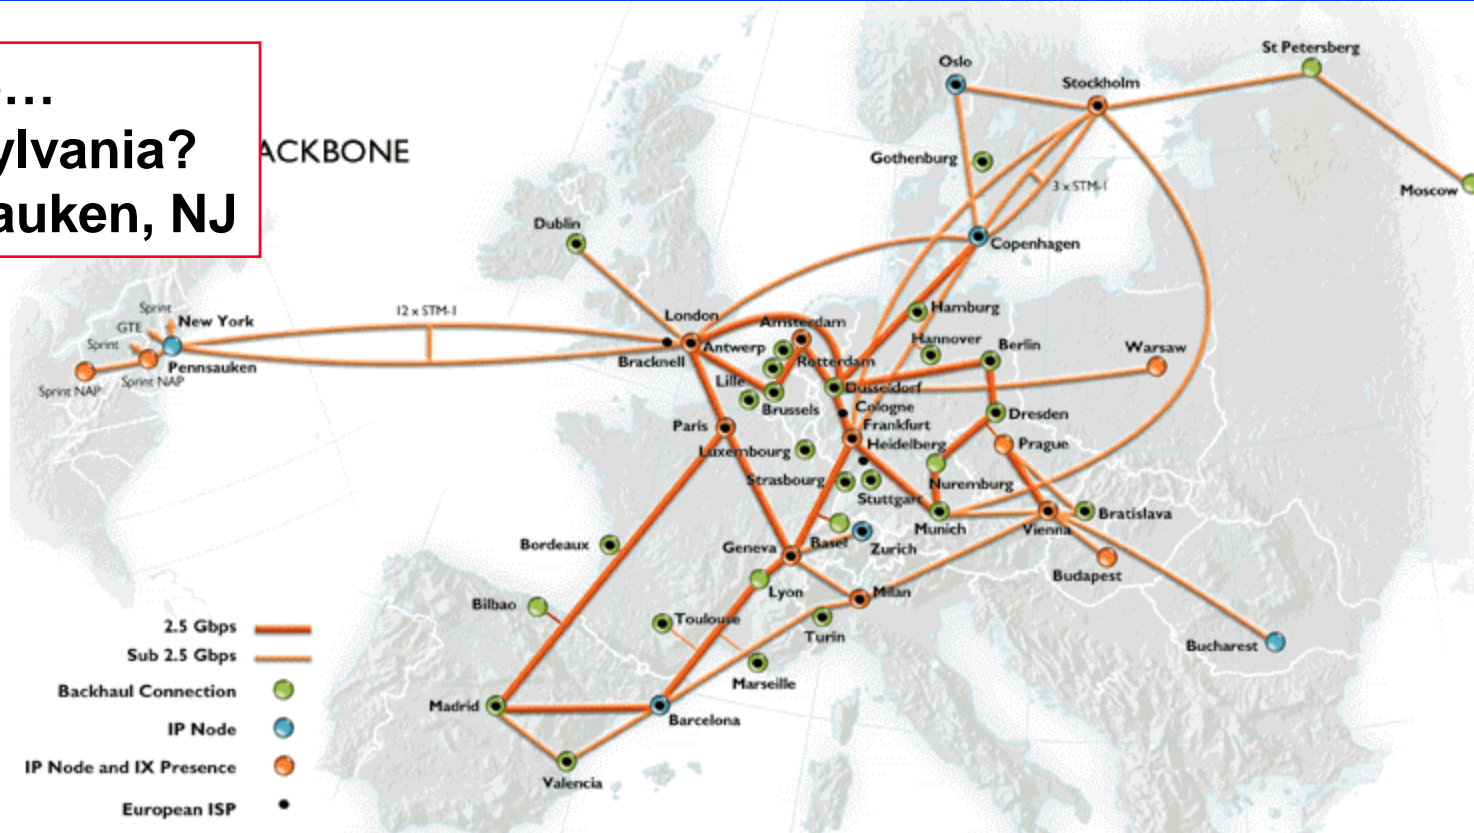 …
ylvania?
auken, NJ
ACKBONE
St Petersberg
Oslo
Stockholm
Gothenburg
3 x STM-1
Moscow
Dublin
Copenhagen
Sprint
12 x STM-1
London
Hamburg
GTE
New York
Amsterdam
Sprint
Hannover
Berlin
Warsaw
Bracknell
Antwerp
Rotterdam
Pennsauken
Sprint NAP
Sprint NAP
Lille
Dusseldorf
Brussels
Cologne
Dresden
Paris
Frankfurt
Heidelberg
Prague
Luxembourg
Strasbourg
Nuremburg
Stuttgart
Bratislava
Munich
Vienna
Bordeaux
Geneva
Basel
Zurich
Budapest
Lyon
Milan
Bilbao
Toulouse
Turin
Bucharest
Marseille
Madrid
Barcelona
Valencia
2.5 Gbps
Sub 2.5 Gbps
Backhaul Connection
IP Node
IP Node and IX Presence
European ISP